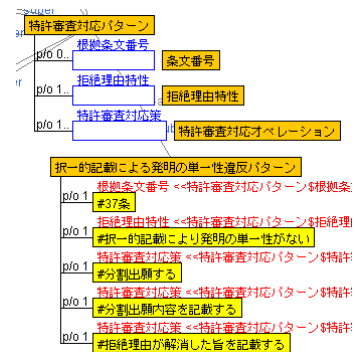 super
特許審査対応パターン
根拠条文番号
p/o 0..
条文番号
er
p/o 1..
拒絶理由特性
特許審査対応策
p/o 1..
特許審査対応オペレーション
択一的記載による発明の単一性違反パターン
根拠条文番号 <<特許審査対応パターン$根拠条
p/o 1
#37条
拒絶理由特性 <<特許審査対応パターン$拒絶理
p/o 1
#択一的記載により発明の単一性がない
特許審査対応策 <<特許審査対応パターン$特許
p/o 1
#分割出願する
特許審査対応策 <<特許審査対応パターン$特許
p/o 1
#分割出願内容を記載する
特許審査対応策 <<特許審査対応パターン$特許
p/o 1
#拒絶理由が解消した旨を記載する